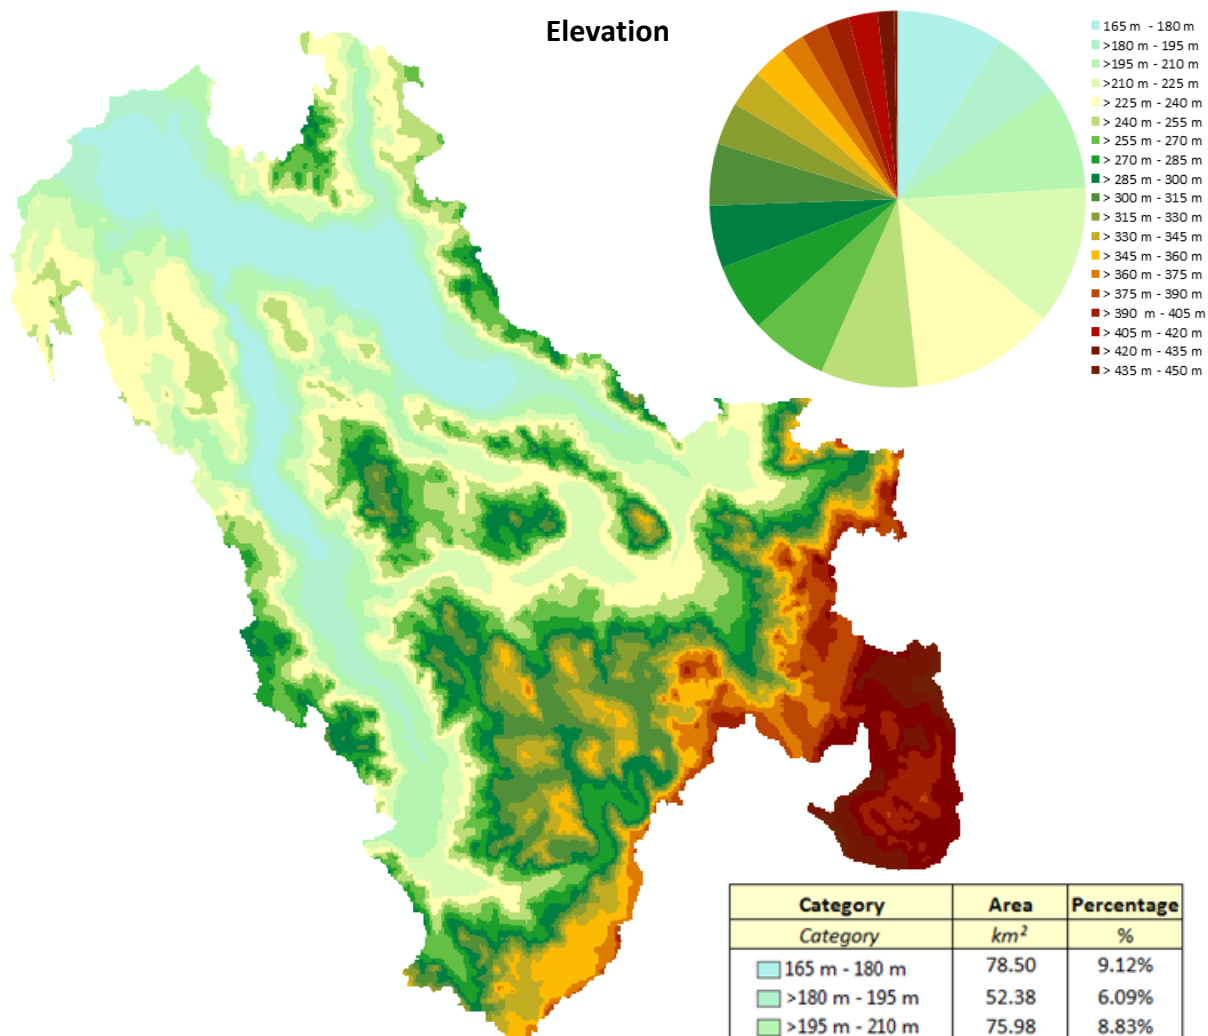 Elevation
165 m - 180 m
>180 m - 195 m
>195 m - 210 m
>210 m - 225 m
> 225 m - 240 m
> 240 m - 255 m
> 255 m - 270 m
> 270 m - 285 m
> 285 m - 300 m
> 300 m - 315 m
> 315 m - 330 m
> 330 m - 345 m
> 345 m - 360 m
> 360 m - 375 m
> 375 m - 390 m
> 390 m - 405 m
> 405 m - 420 m
> 420 m - 435 m
> 435 m - 450 m
Category Area Percentage
Category km² %
165 m - 180 m 78.50 9.12%
>180 m - 195 m 52.38 6.09%
>195 m - 210 m 75.98 8.83%